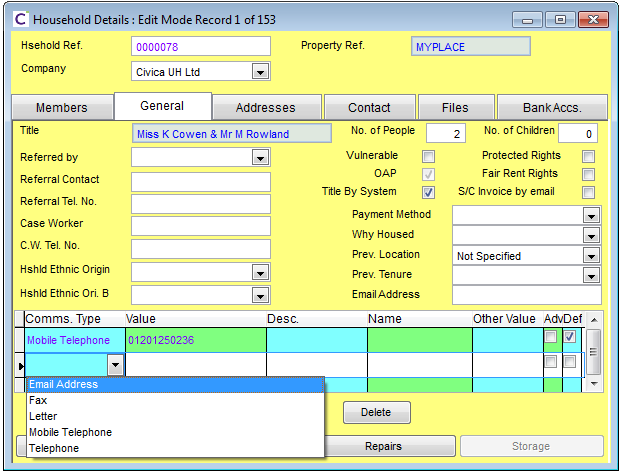 C Household Details : Edit Mode Record 1 of 153
Hsehold Ref. 0000078 Property Ref. MYPLACE
Company Civica UH Ltd
Members General Addresses Contact Files Bank Accs.
Title Miss K Cowen & Mr M Rowland No. of People 2 No. of Children 0
Referred by Vulnerable Protected Rights
Referral Contact OAP Fair Rent Rights
Referral Tel. No. Title By System S/C Invoice by email
Case Worker Payment Method
C.W. Tel. No. Why Housed
Hshld Ethnic Origin Prev. Location Not Specified
Prev. Tenure
Hshld Ethnic Ori. B Email Address
Comms. Type Value Desc. Name Other Value Adv Def
Mobile Telephone 01201250236
Email Address
Fax
Letter
Mobile Telephone
Telephone
Delete
Repairs Storage